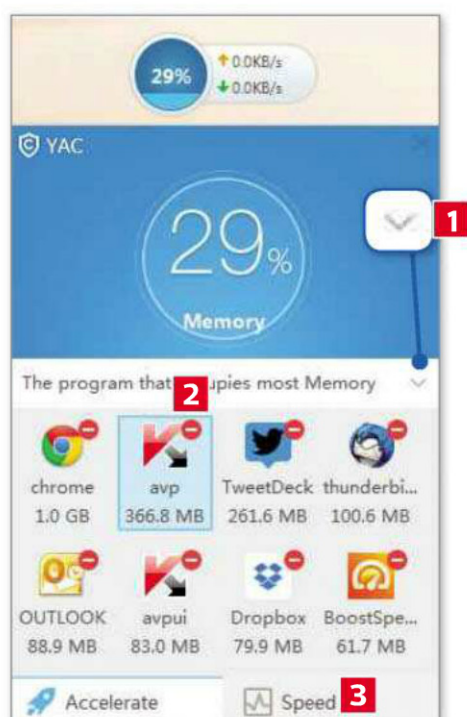 29%
0.0KB/s
0.0KB/s
YAC
1
29%
Memory
The program that upies most Memory
2
chrome avp TweetDeck thunderbi...
1.0 GB 366.8 MB 261.6 MB 100.6 MB
OUTLOOK avpui Dropbox BoostSpe...
88.9 MB 83.0 MB 79.9 MB 61.7 MB
Accelerate Speed 3